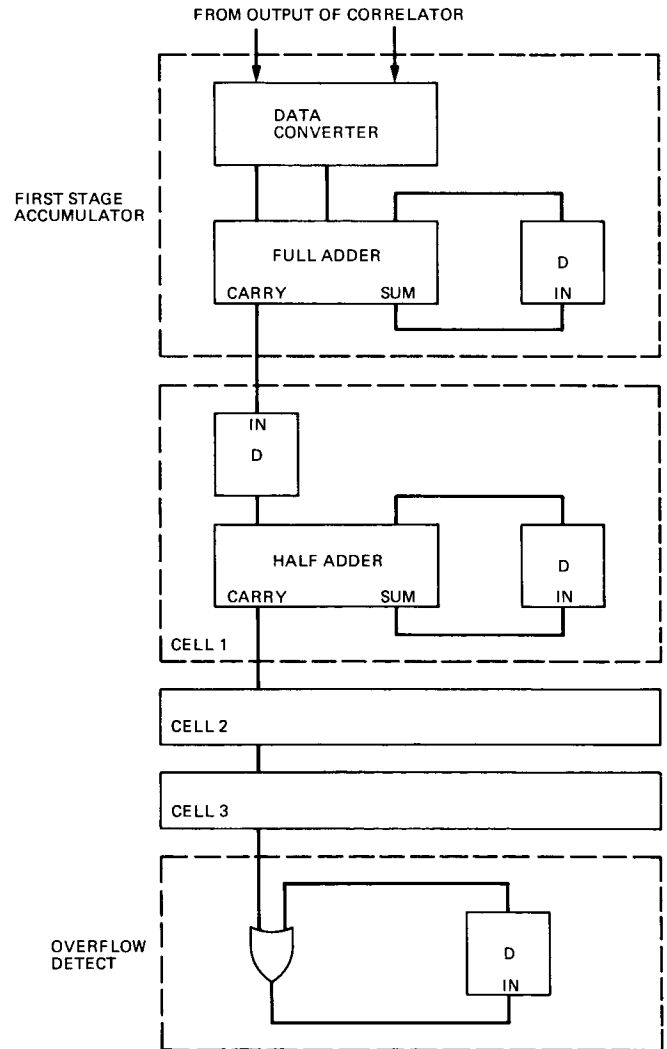 FROM OUTPUT OF CORRELATOR
DATA
CONVERTER
FIRST STAGE
ACCUMULATOR
FULL ADDER
D
CARRY
SUM
IN
IN
D
HALF ADDER
D
CARRY
SUM
IN
CELL 1
CELL 2
CELL 3
OVERFLOW
DETECT
D
IN